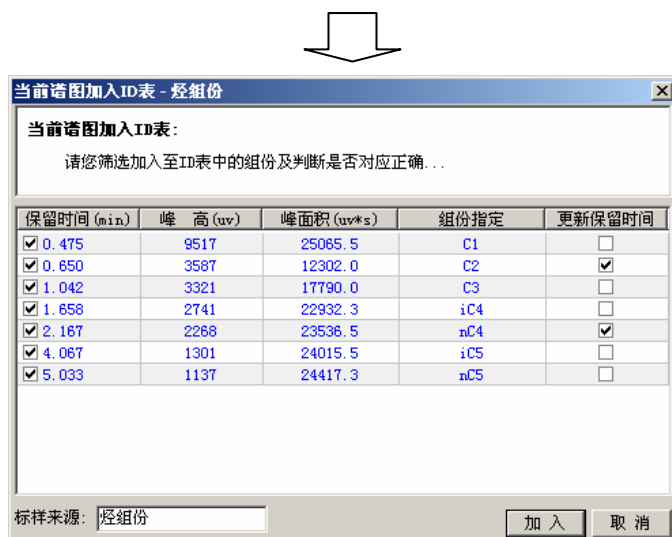 当前谱图加入ID表 - 烃组份
当前谱图加入ID表:
请您筛选加入至ID表中的组份及判断是否对应正确...
保留时间(min) 峰 高(uv) 峰面积(uv*s) 组份指定 更新保留时间
0.475 9517 25065.5 C1
0.650 3587 12302.0 C2
1.042 3321 17790.0 C3
1.658 2741 22932.3 iC4
2.167 2268 23536.5 nC4
4.067 1301 24015.5 iC5
5.033 1137 24417.3 nC5
标样来源: 烃组份 加 入 取 消